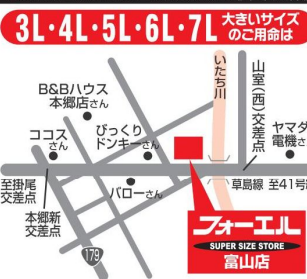 3L・4L・5L・6L・7L
大きいサイズ
のご用命は
B&Bハウス
本郷店さん
いたち川
山室(西)交差点
ココス
さん
びっくり
ドンキーさん
ヤマダ
電機さ
至掛尾
交差点
バローさん
草島線
至41号
本郷新
交差点
179
フォーエル
SUPER SIZE STORE
富山店